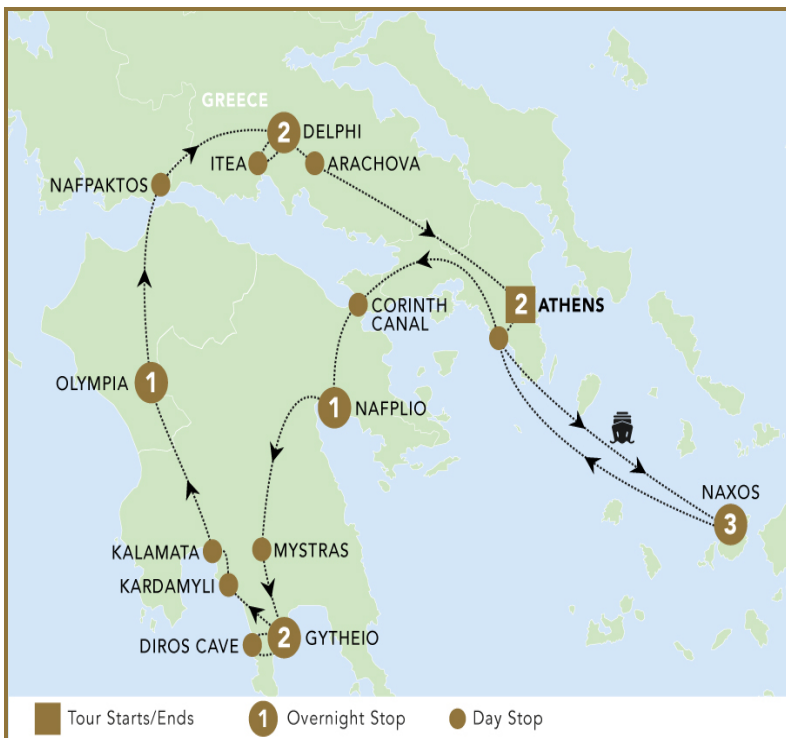 GREECE
2 DELPHI
ITEA
ARACHOVA
NAFPAKTOS
2 ATHENS
CORINTH
CANAL
OLYMPIA 1
1 NAFPLIO
NAXOS
3
MYSTRAS
KALAMATA
KARDAMYLI
2 GYTHEIO
DIROS CAVE
Tour Starts/Ends
1 Overnight Stop
Day Stop